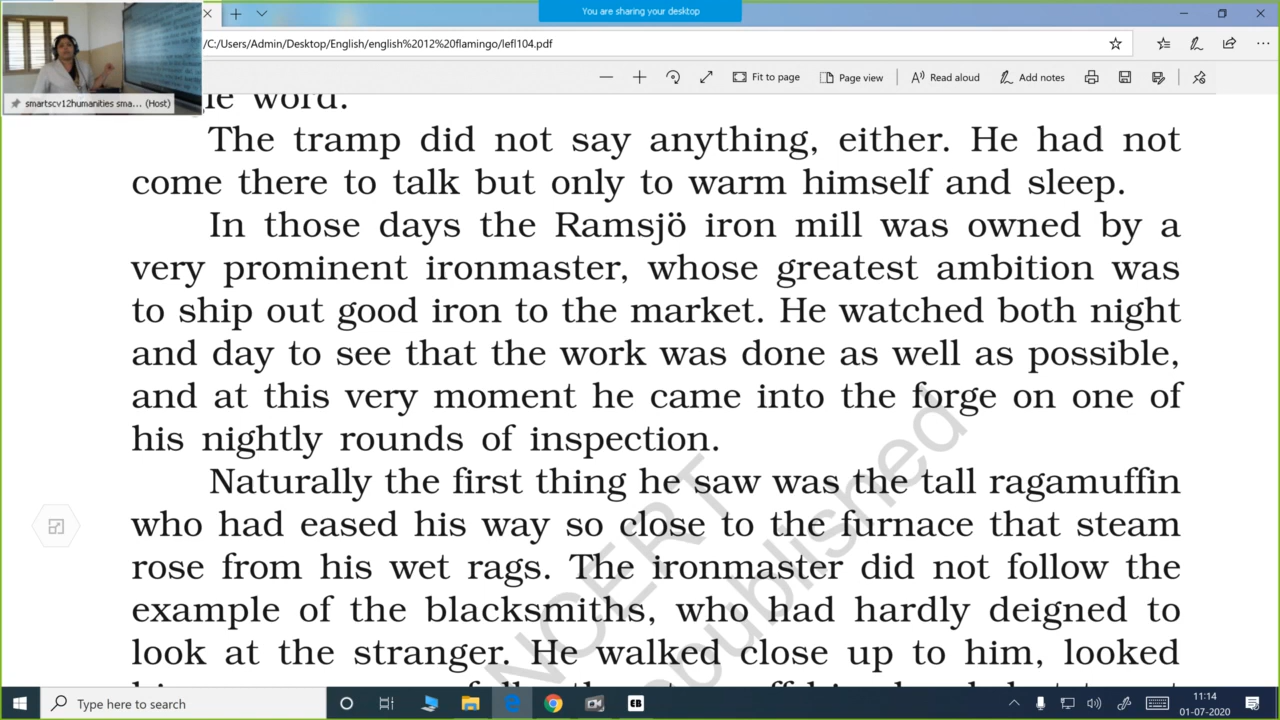 You are sharing your desktop
/C:/Users/Admin/Desktop/English/english%2012%20flamingo/lefl104.pdf
Fit to page
Page view
Read aloud
Add notes
smartscv12humanities sma... (Host)
word.
The tramp did not say anything, either. He had not
come there to talk but only to warm himself and sleep.
In those days the Ramsjö iron mill was owned by a
very prominent ironmaster, whose greatest ambition was
to ship out good iron to the market. He watched both night
and day to see that the work was done as well as possible,
and at this very moment he came into the forge on one of
his nightly rounds of inspection.
Naturally the first thing he saw was the tall ragamuffin
who had eased his way so close to the furnace that steam
rose from his wet rags. The ironmaster did not follow the
example of the blacksmiths, who had hardly deigned to
look at the stranger. He walked close up to him, looked
NCERT
republished
Type here to search
EB
11:14
01-07-2020